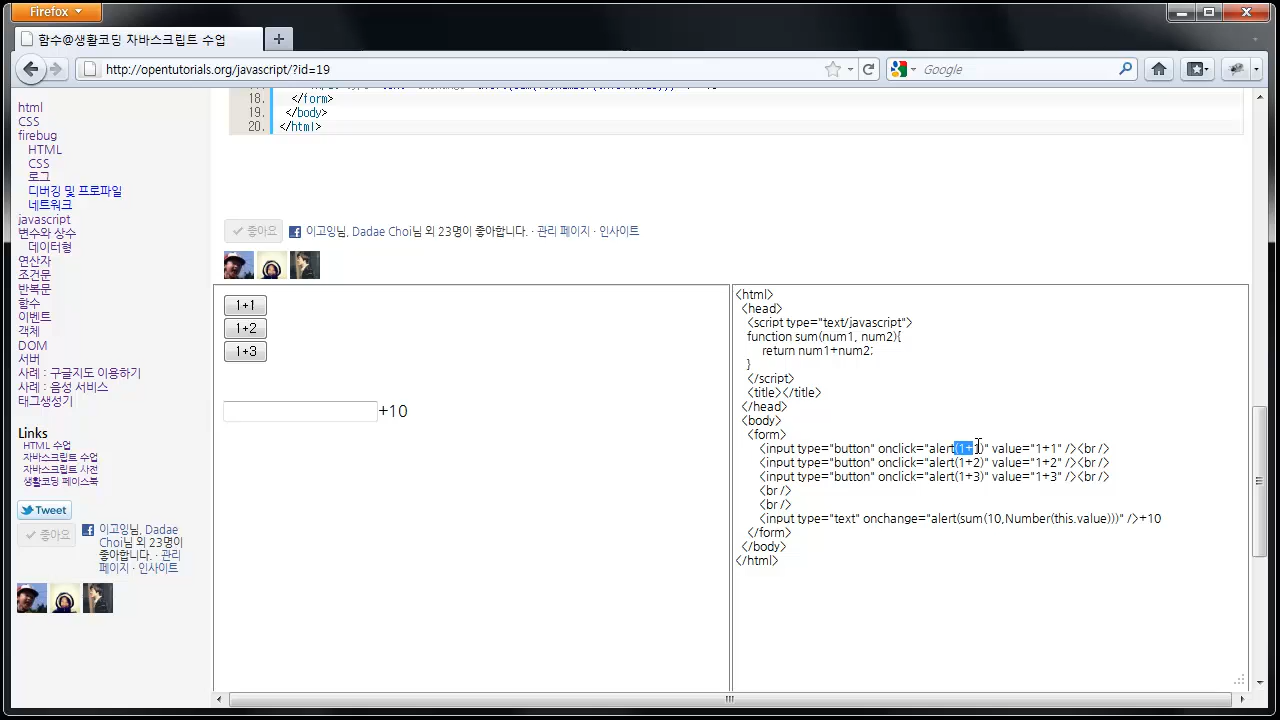 Firefox
함수@생활코딩 자바스크립트 수업
http://opentutorials.org/javascript/?id=19
Google
html
CSS
firebug
HTML
CSS
로그
디버깅 및 프로파일
네트워크
javascript
변수와 상수
데이터형
연산자
조건문
반복문
함수
이벤트
객체
DOM
서버
사례 : 구글지도 이용하기
사례 : 음성 서비스
태그생성기
Links
HTML 수업
자바스크립트 수업
자바스크립트 사전
생활코딩 페이스북
Tweet
좋아요
이고잉님, Dadae
Choi님 외 23명이
좋아합니다. · 관리
페이지 · 인사이트
18. </form>
19. </body>
20. </html>
좋아요 이고잉님, Dadae Choi님 외 23명이 좋아합니다. · 관리 페이지 · 인사이트
1+1
1+2
1+3
+10
<html>
<head>
<script type="text/javascript">
function sum(num1, num2){
return num1+num2;
}
</script>
<title></title>
</head>
<body>
<form>
<input type="button" onclick="alert(1+1)" value="1+1" /><br />
<input type="button" onclick="alert(1+2)" value="1+2" /><br />
<input type="button" onclick="alert(1+3)" value="1+3" /><br />
<br />
<br />
<input type="text" onchange="alert(sum(10,Number(this.value)))" />+10
</form>
</body>
</html>